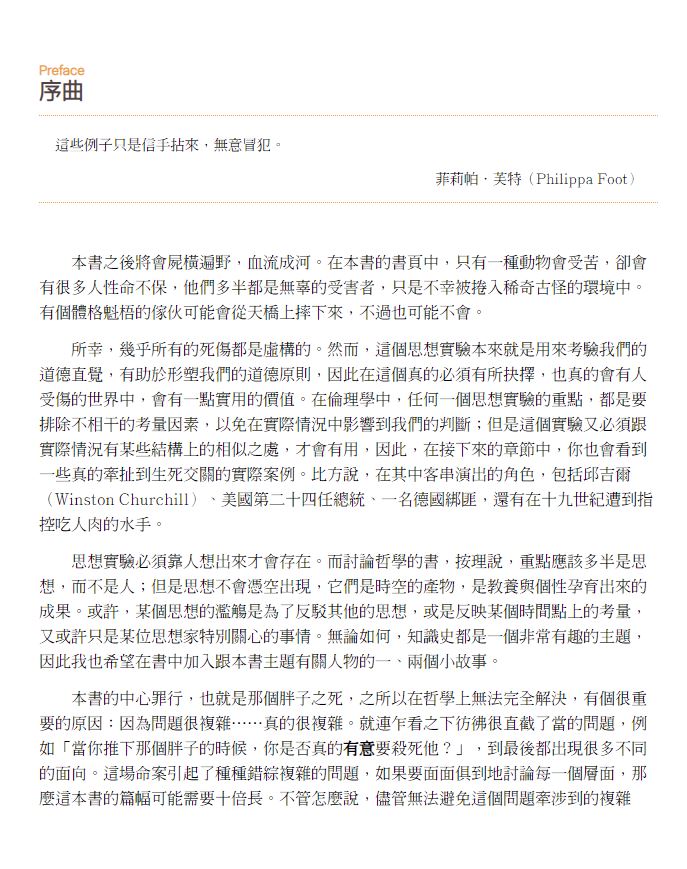 Preface
序曲
這些例子只是信手拈來，無意冒犯。
菲莉帕．芙特（Philippa Foot）
本書之後將會屍橫遍野，血流成河。在本書的書頁中，只有一種動物會受苦，卻會
有很多人性命不保，他們多半都是無辜的受害者，只是不幸被捲入稀奇古怪的環境中。
有個體格魁梧的傢伙可能會從天橋上摔下來，不過也可能不會。
所幸，幾乎所有的死傷都是虛構的。然而，這個思想實驗本來就是用來考驗我們的
道德直覺，有助於形塑我們的道德原則，因此在這個真的必須有所抉擇，也真的會有人
受傷的世界中，會有一點實用的價值。在倫理學中，任何一個思想實驗的重點，都是要
排除不相干的考量因素，以免在實際情況中影響到我們的判斷；但是這個實驗又必須跟
實際情況有某些結構上的相似之處，才會有用，因此，在接下來的章節中，你也會看到
一些真的牽扯到生死交關的實際案例。比方說，在其中客串演出的角色，包括邱吉爾
（Winston Churchill）、美國第二十四任總統、一名德國綁匪，還有在十九世紀遭到指
控吃人肉的水手。
思想實驗必須靠人想出來才會存在。而討論哲學的書，按理說，重點應該多半是思
想，而不是人；但是思想不會憑空出現，它們是時空的產物，是教養與個性孕育出來的
成果。或許，某個思想的濫觴是為了反駁其他的思想，或是反映某個時間點上的考量，
又或許只是某位思想家特別關心的事情。無論如何，知識史都是一個非常有趣的主題，
因此我也希望在書中加入跟本書主題有關人物的一、兩個小故事。
本書的中心罪行，也就是那個胖子之死，之所以在哲學上無法完全解決，有個很重
要的原因：因為問題很複雜……真的很複雜。就連乍看之下彷彿很直截了當的問題，例
如「當你推下那個胖子的時候，你是否真的有意要殺死他？」，到最後都出現很多不同
的面向。這場命案引起了種種錯綜複雜的問題，如果要面面俱到地討論每一個層面，那
麼這本書的篇幅可能需要十倍長。不管怎麼說，儘管無法避免這個問題牽涉到的複雜